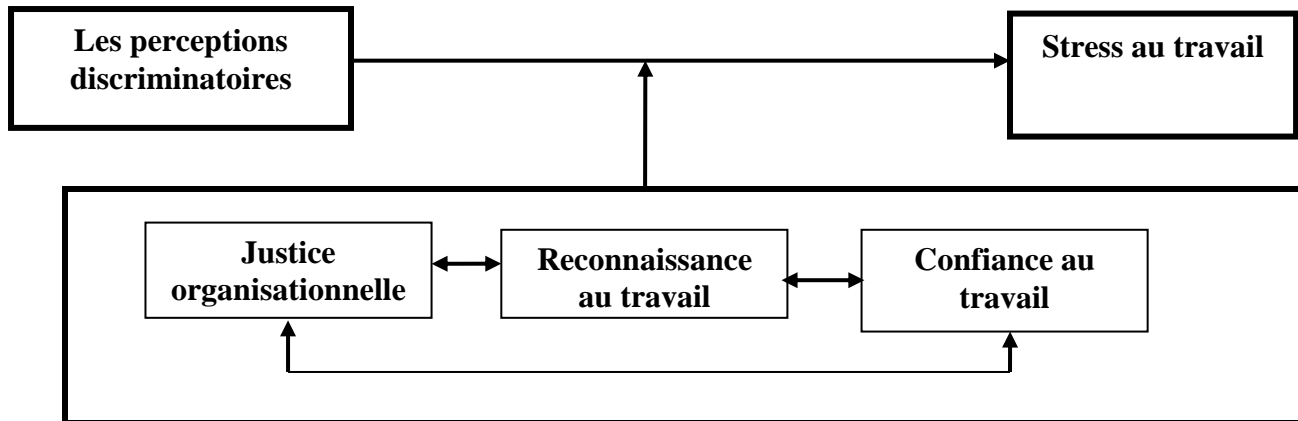 Les perceptions
discriminatoires
Stress au travail
Justice
organisationnelle
Reconnaissance
au travail
Confiance au
travail